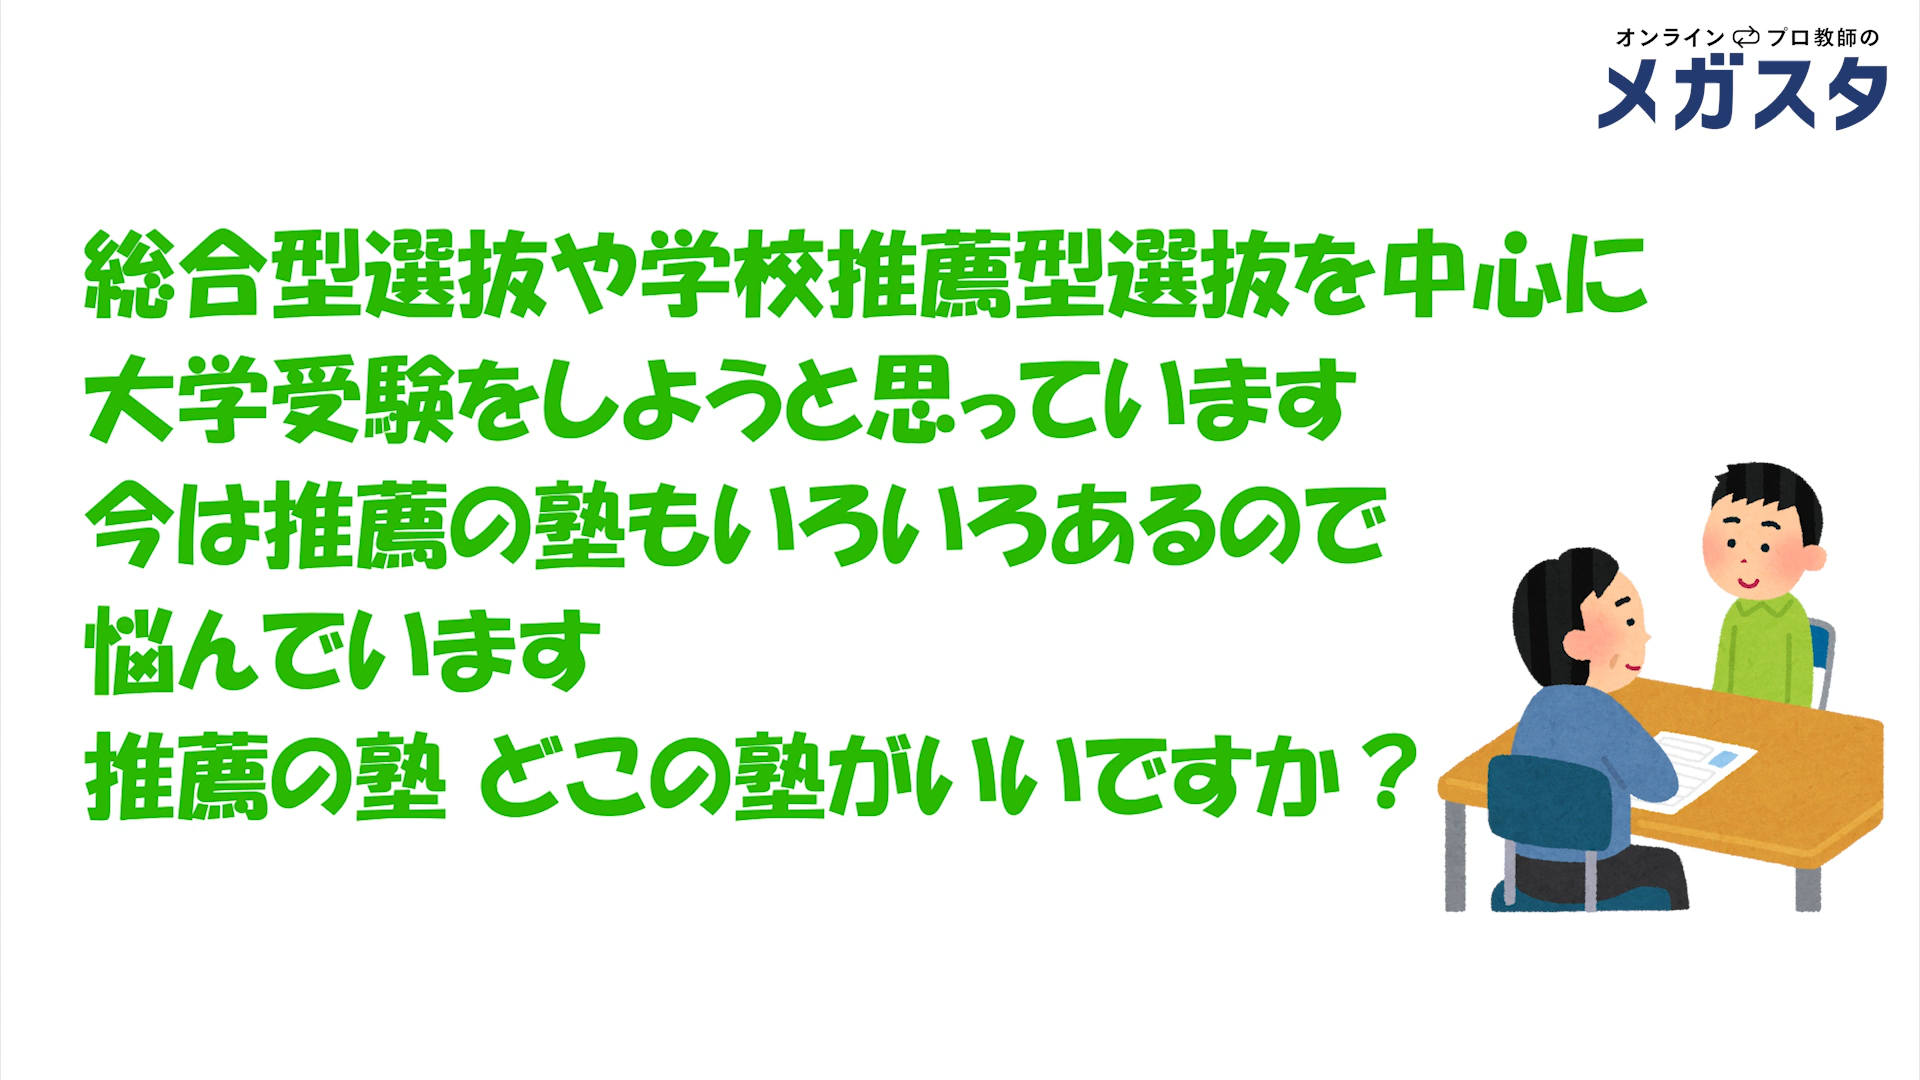 オンライン プロ教師の
メガスタ
総合型選抜や学校推薦型選抜を中心に
大学受験をしようと思っています
今は推薦の塾もいろいろあるので
悩んでいます
推薦の塾 どこの塾がいいですか？